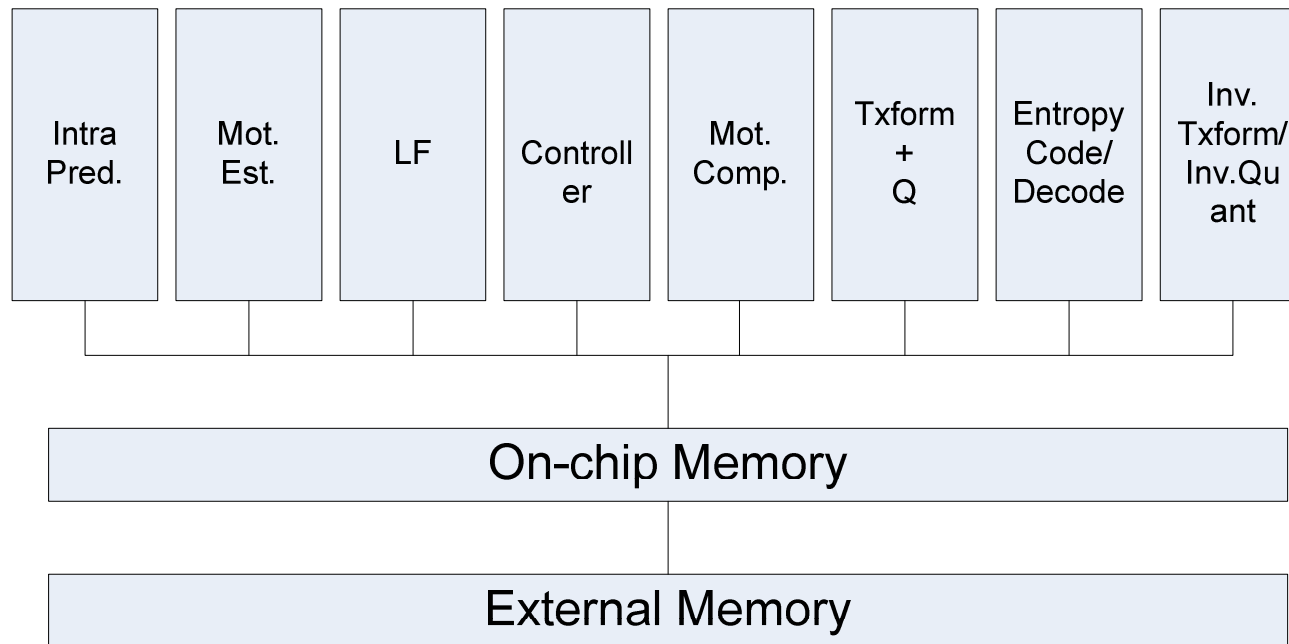 Intra
Pred.
Mot.
Est.
LF
Controll
er
Mot.
Comp.
Txform
+
Q
Entropy
Code/
Decode
Inv.
Txform/
Inv.Qu
ant
On-chip Memory
External Memory